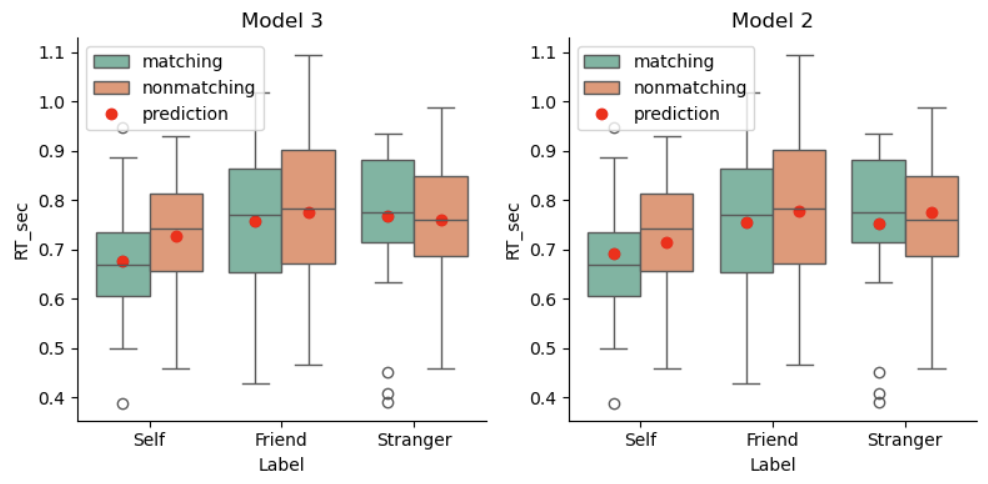 Model 3
1.1
1.0
0.9
0.8
0.7
0.6
0.5
0.4
RT_sec
matching
nonmatching
prediction
Self
Friend
Stranger
Label
Model 2
1.1
1.0
0.9
0.8
0.7
0.6
0.5
0.4
RT_sec
matching
nonmatching
prediction
Self
Friend
Stranger
Label